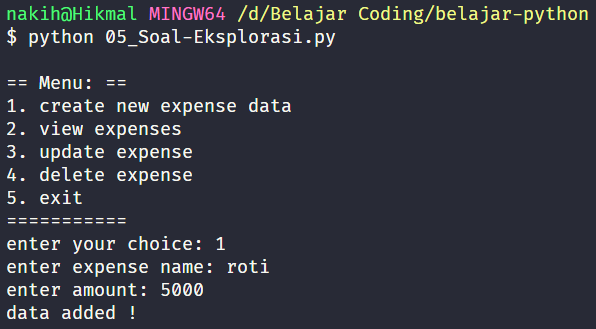 nakih@Hikmal MINGW64 /d/Belajar Coding/belajar-python
$ python 05_Soal-Eksplorasi.py
== Menu: ==
1. create new expense data
2. view expenses
3. update expense
4. delete expense
5. exit
===========
enter your choice: 1
enter expense name: roti
enter amount: 5000
data added !